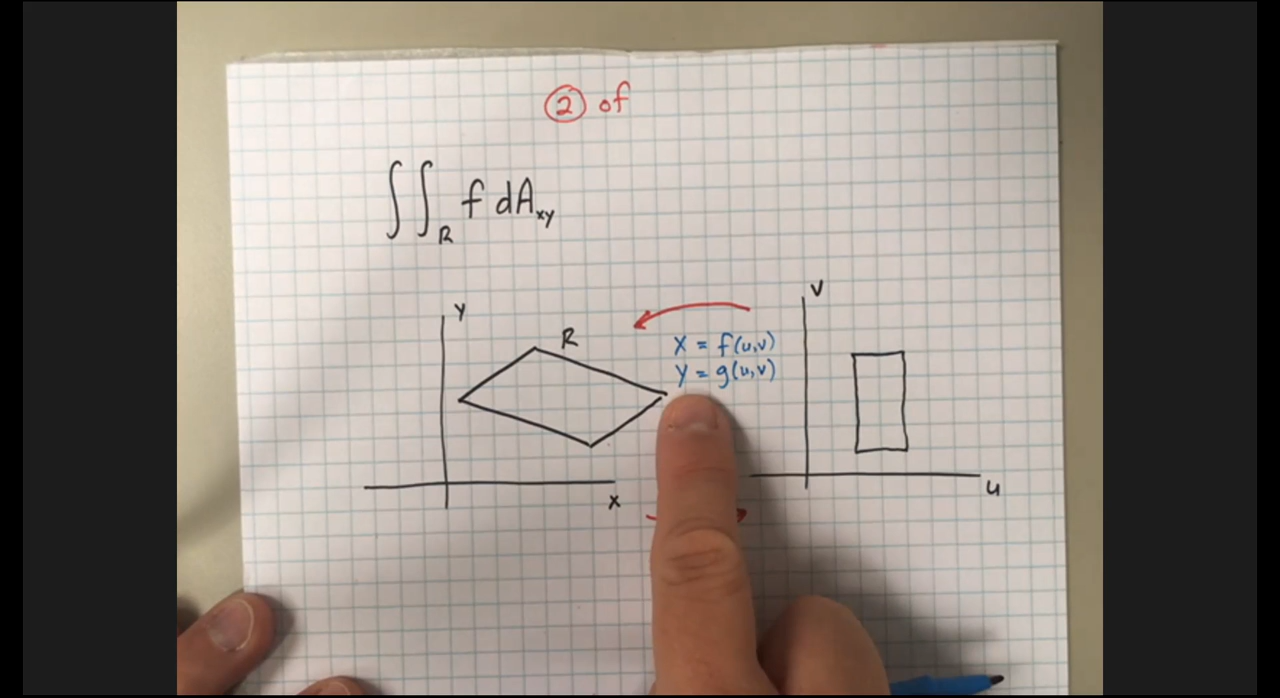 ② of
∫∫_R f dA_xy
y
R
x
x = f(u,v)
y = g(u,v)
v
u